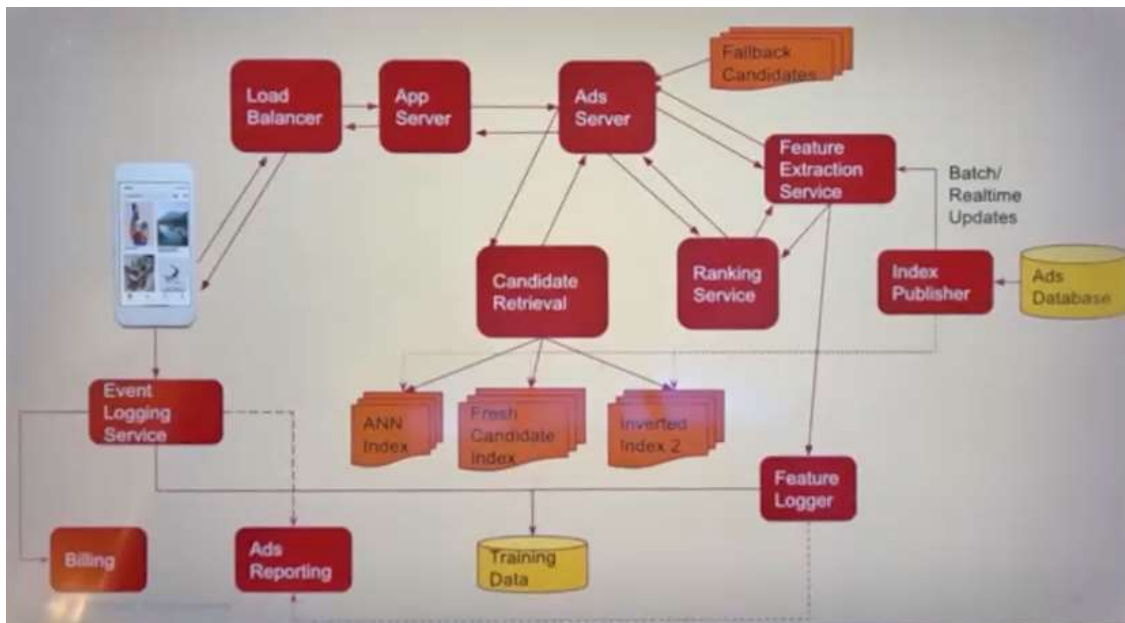 Fallback
Candidates
Load
Balancer
App
Server
Ads
Server
Feature
Extraction
Service
Batch/
Realtime
Updates
Candidate
Retrieval
Ranking
Service
Index
Publisher
Ads
Database
Event
Logging
Service
ANN
Index
Fresh
Candidate
Index
Inverted
Index 2
Feature
Logger
Billing
Ads
Reporting
Training
Data